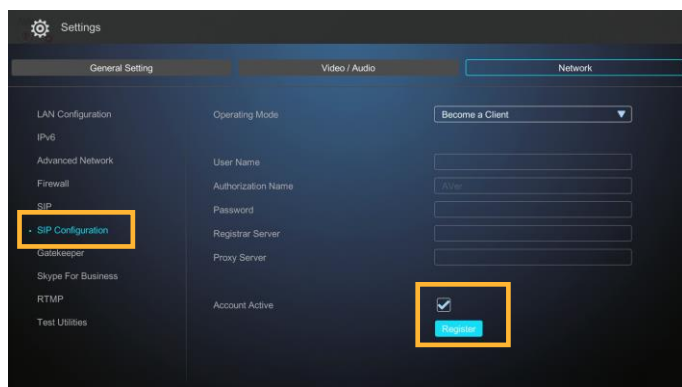 Settings
General Setting
Video / Audio
Network
LAN Configuration
Operating Mode
Become a Client
IPv6
Advanced Network
User Name
Firewall
Authorization Name
AVer
SIP
Password
SIP Configuration
Registrar Server
Gatekeeper
Proxy Server
Skype For Business
RTMP
Account Active
Register
Test Utilities